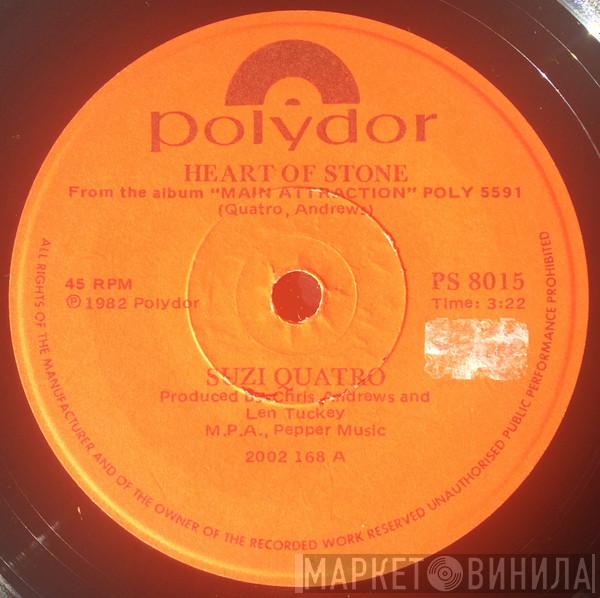 polydor
HEART OF STONE
From the album "MAIN ATTRACTION" POLY 5591
(Quatro, Andrews)
45 RPM
℗ 1982 Polydor
PS 8015
Time: 3:22
SUZI QUATRO
Produced by Chris Andrews and
Len Tuckey
M.P.A., Pepper Music
2002 168 A
ALL RIGHTS OF THE MANUFACTURER AND OF THE OWNER OF THE RECORDED WORK RESERVED UNAUTHORISED PUBLIC PERFORMANCE PROHIBITED
МАРКЕТ ВИНИЛА